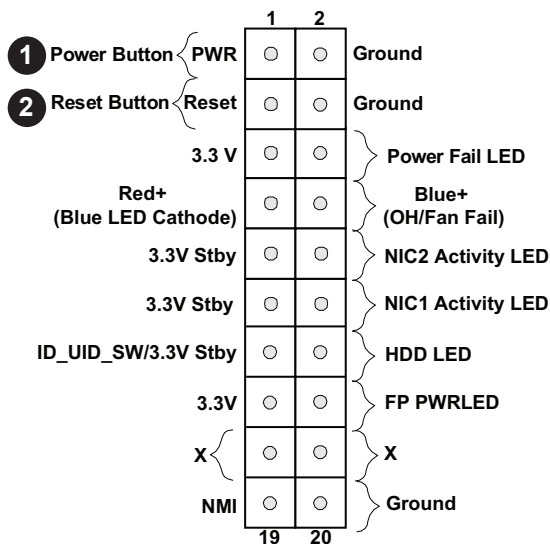 1 2
1 Power Button PWR Ground
2 Reset Button Reset Ground
3.3 V Power Fail LED
Red+ Blue+
(Blue LED Cathode) (OH/Fan Fail)
3.3V Stby NIC2 Activity LED
3.3V Stby NIC1 Activity LED
ID_UID_SW/3.3V Stby HDD LED
3.3V FP PWRLED
X X
NMI Ground
19 20